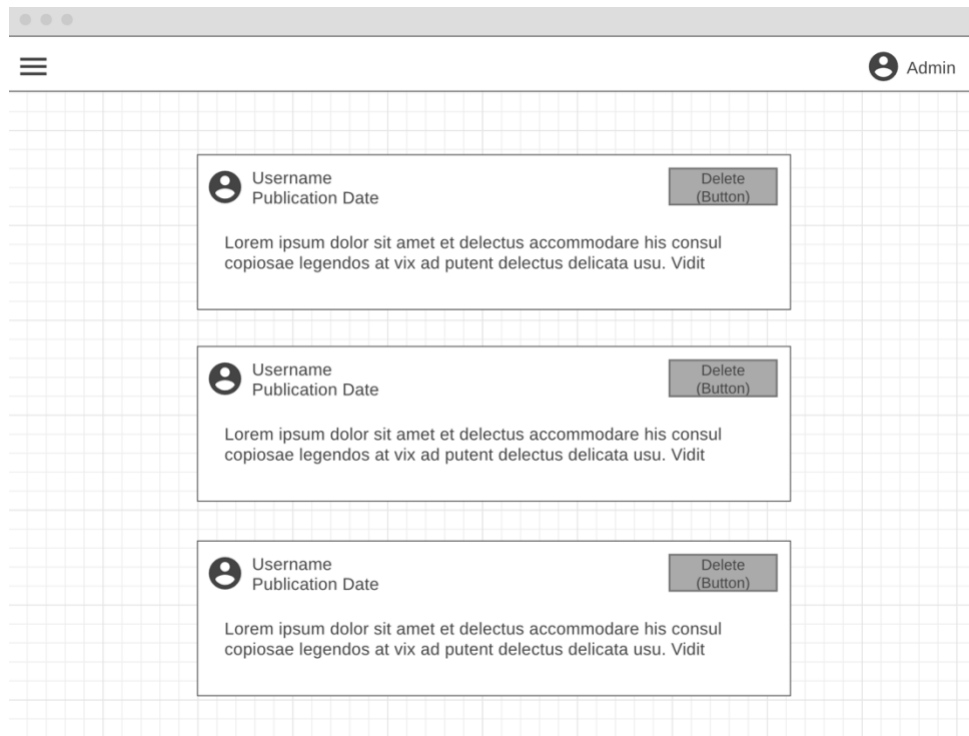 Admin
Username
Publication Date
Delete
(Button)
Lorem ipsum dolor sit amet et delectus accommodare his consul
copiosae legendos at vix ad putent delectus delicata usu. Vidit
Username
Publication Date
Delete
(Button)
Lorem ipsum dolor sit amet et delectus accommodare his consul
copiosae legendos at vix ad putent delectus delicata usu. Vidit
Username
Publication Date
Delete
(Button)
Lorem ipsum dolor sit amet et delectus accommodare his consul
copiosae legendos at vix ad putent delectus delicata usu. Vidit